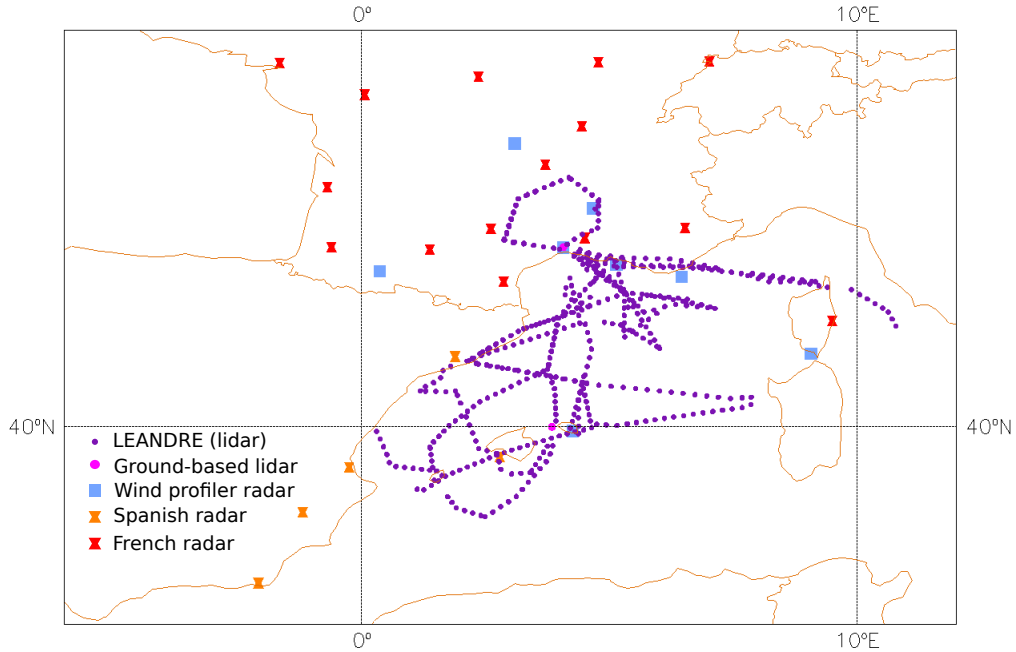 0° 10°E
40°N 40°N
LEANDRE (lidar)
Ground-based lidar
Wind profiler radar
Spanish radar
French radar
0° 10°E